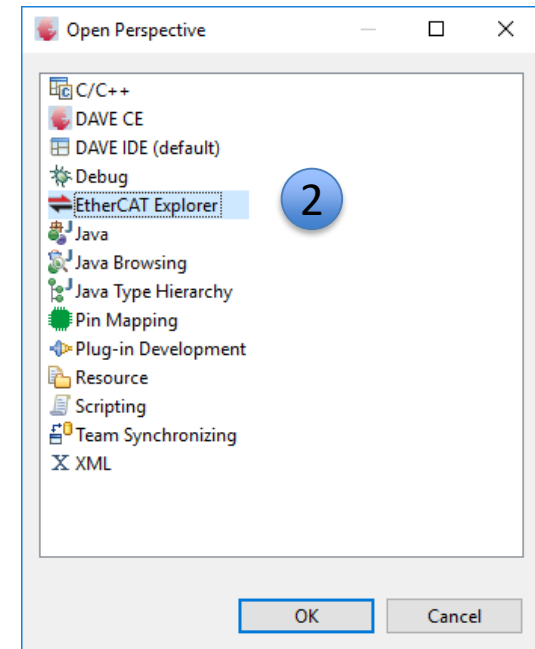 Open Perspective
C/C++
DAVE CE
DAVE IDE (default)
Debug
EtherCAT Explorer
2
Java
Java Browsing
Java Type Hierarchy
Pin Mapping
Plug-in Development
Resource
Scripting
Team Synchronizing
XML
OK Cancel